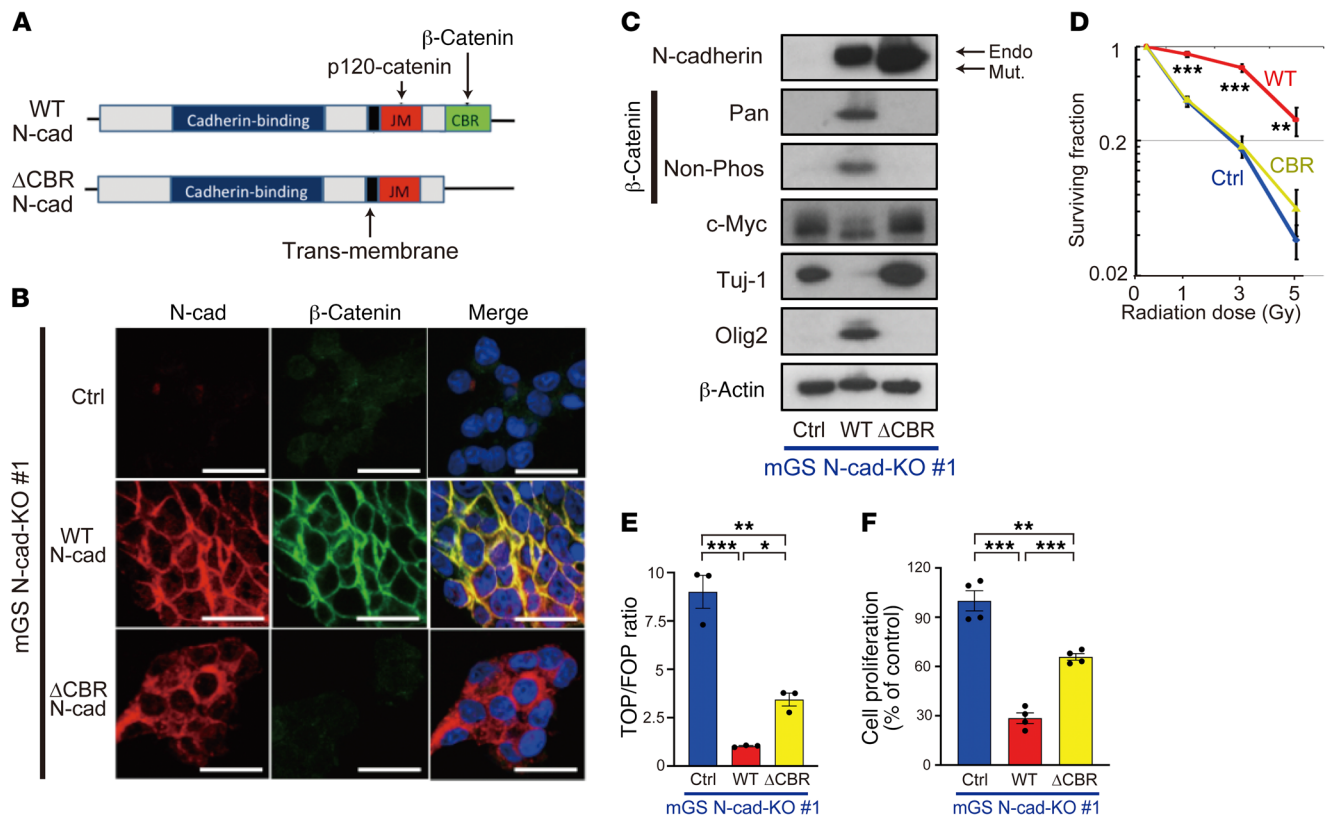 A
β-Catenin
p120-catenin
WT
N-cad
Cadherin-binding
JM
CBR
ΔCBR
N-cad
Cadherin-binding
JM
Trans-membrane
B
N-cad
β-Catenin
Merge
mGS N-cad-KO #1
Ctrl
WT
N-cad
ΔCBR
N-cad
C
N-cadherin
Endo
Mut.
β-Catenin
Pan
Non-Phos
c-Myc
Tuj-1
Olig2
β-Actin
Ctrl WT ΔCBR
mGS N-cad-KO #1
D
Surviving fraction
1
0.2
0.02
WT
***
***
**
CBR
Ctrl
0 1 3 5
Radiation dose (Gy)
E
**
*** *
TOP/FOP ratio
10
7.5
5
2.5
0
Ctrl WT ΔCBR
mGS N-cad-KO #1
F
**
*** ***
Cell proliferation
(% of control)
120
90
60
30
0
Ctrl WT ΔCBR
mGS N-cad-KO #1